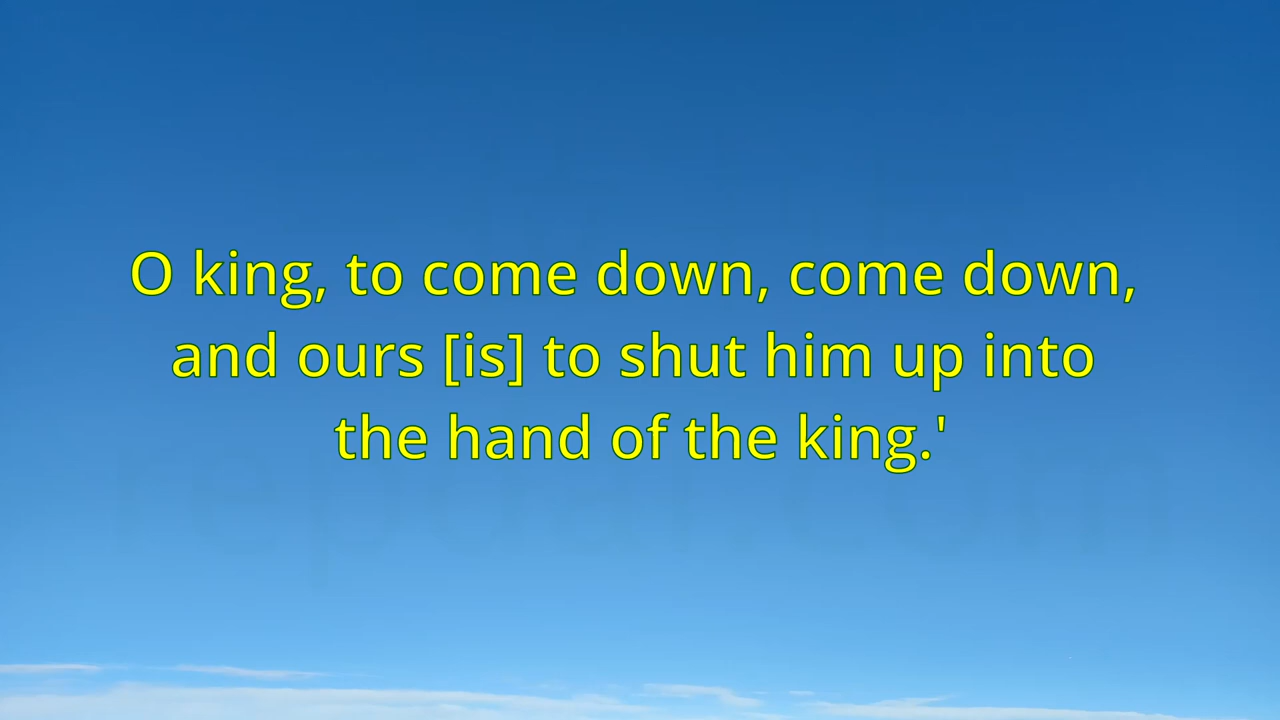 O king, to come down, come down,
and ours [is] to shut him up into
the hand of the king.'